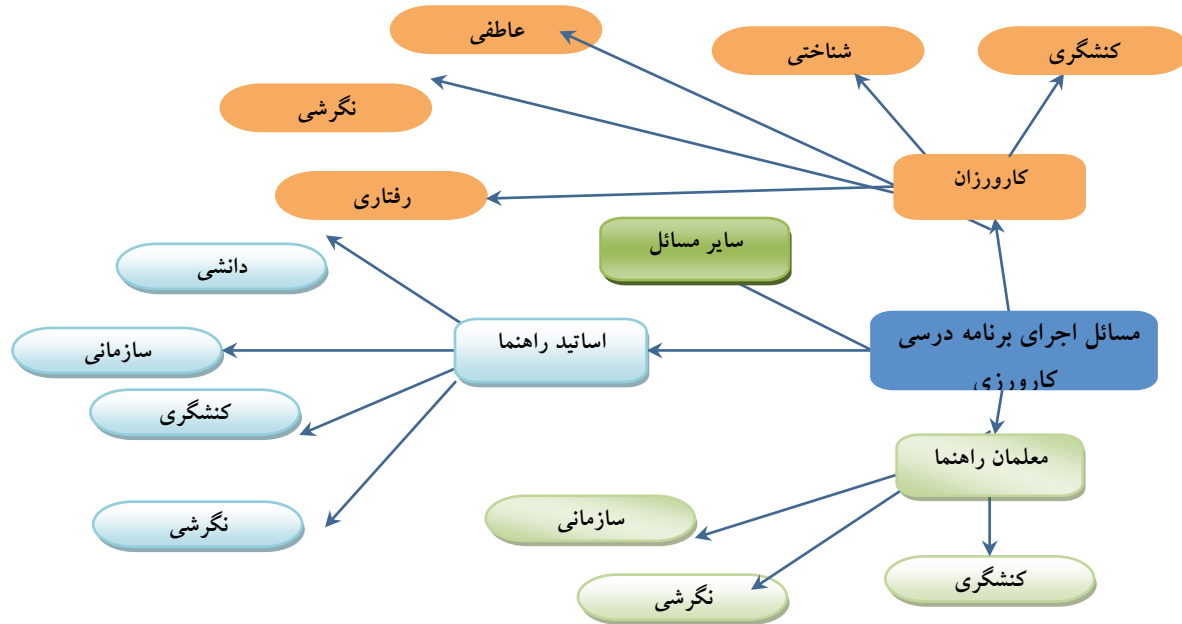 عاطفی
شناختی
کنشگری
نگرشی
کارورزان
رفتاری
سایر مسائل
دانشی
مسائل اجرای برنامه درسی
کارورزی
اساتید راهنما
سازمانی
کنشگری
معلمان راهنما
سازمانی
نگرشی
کنشگری
نگرشی